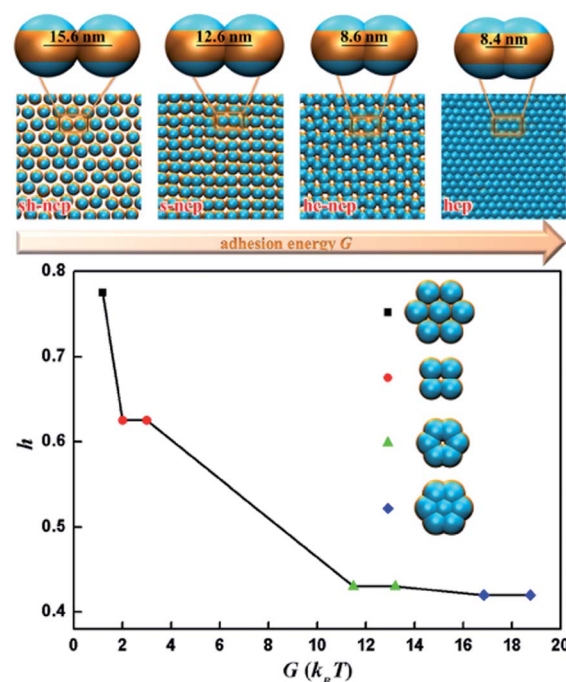 15.6 nm 12.6 nm 8.6 nm 8.4 nm
sh-ncp s-ncp hc-ncp hcp
adhesion energy G
0.8
0.7
0.6
0.5
0.4
h
0 2 4 6 8 10 12 14 16 18 20
G (k_BT)